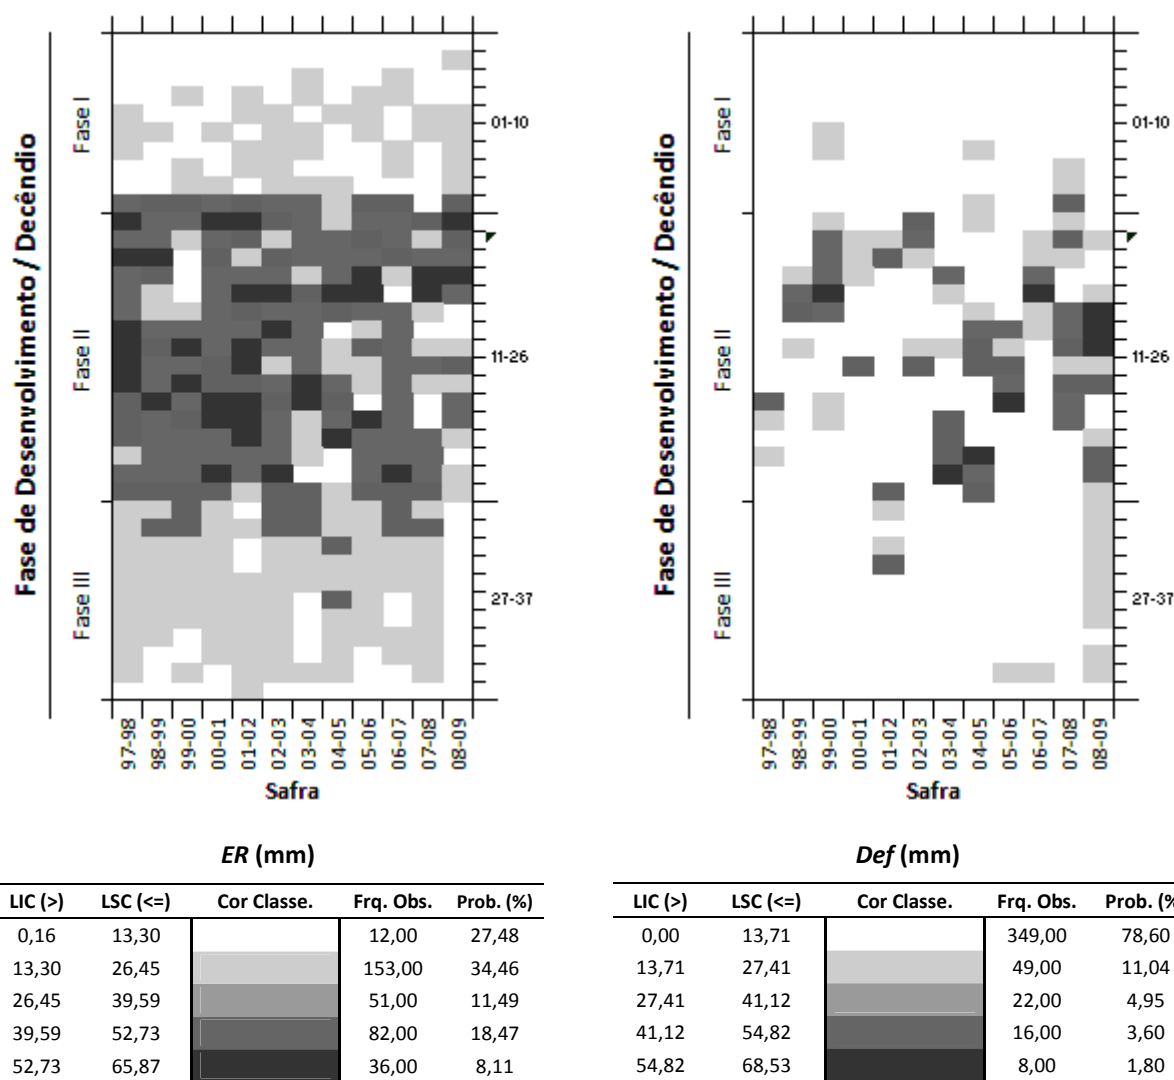 Fase de Desenvolvimento / Decêndio
Fase I
Fase II
Fase III
01-10
11-26
27-37
97-98
98-99
99-00
00-01
01-02
02-03
03-04
04-05
05-06
06-07
07-08
08-09
Safra
Fase de Desenvolvimento / Decêndio
Fase I
Fase II
Fase III
01-10
11-26
27-37
97-98
98-99
99-00
00-01
01-02
02-03
03-04
04-05
05-06
06-07
07-08
08-09
Safra
ER (mm)
LIC (>) LSC (<=) Cor Classe. Frq. Obs. Prob. (%)
0,16 13,30 12,00 27,48
13,30 26,45 153,00 34,46
26,45 39,59 51,00 11,49
39,59 52,73 82,00 18,47
52,73 65,87 36,00 8,11
Def (mm)
LIC (>) LSC (<=) Cor Classe. Frq. Obs. Prob. (%
0,00 13,71 349,00 78,60
13,71 27,41 49,00 11,04
27,41 41,12 22,00 4,95
41,12 54,82 16,00 3,60
54,82 68,53 8,00 1,80